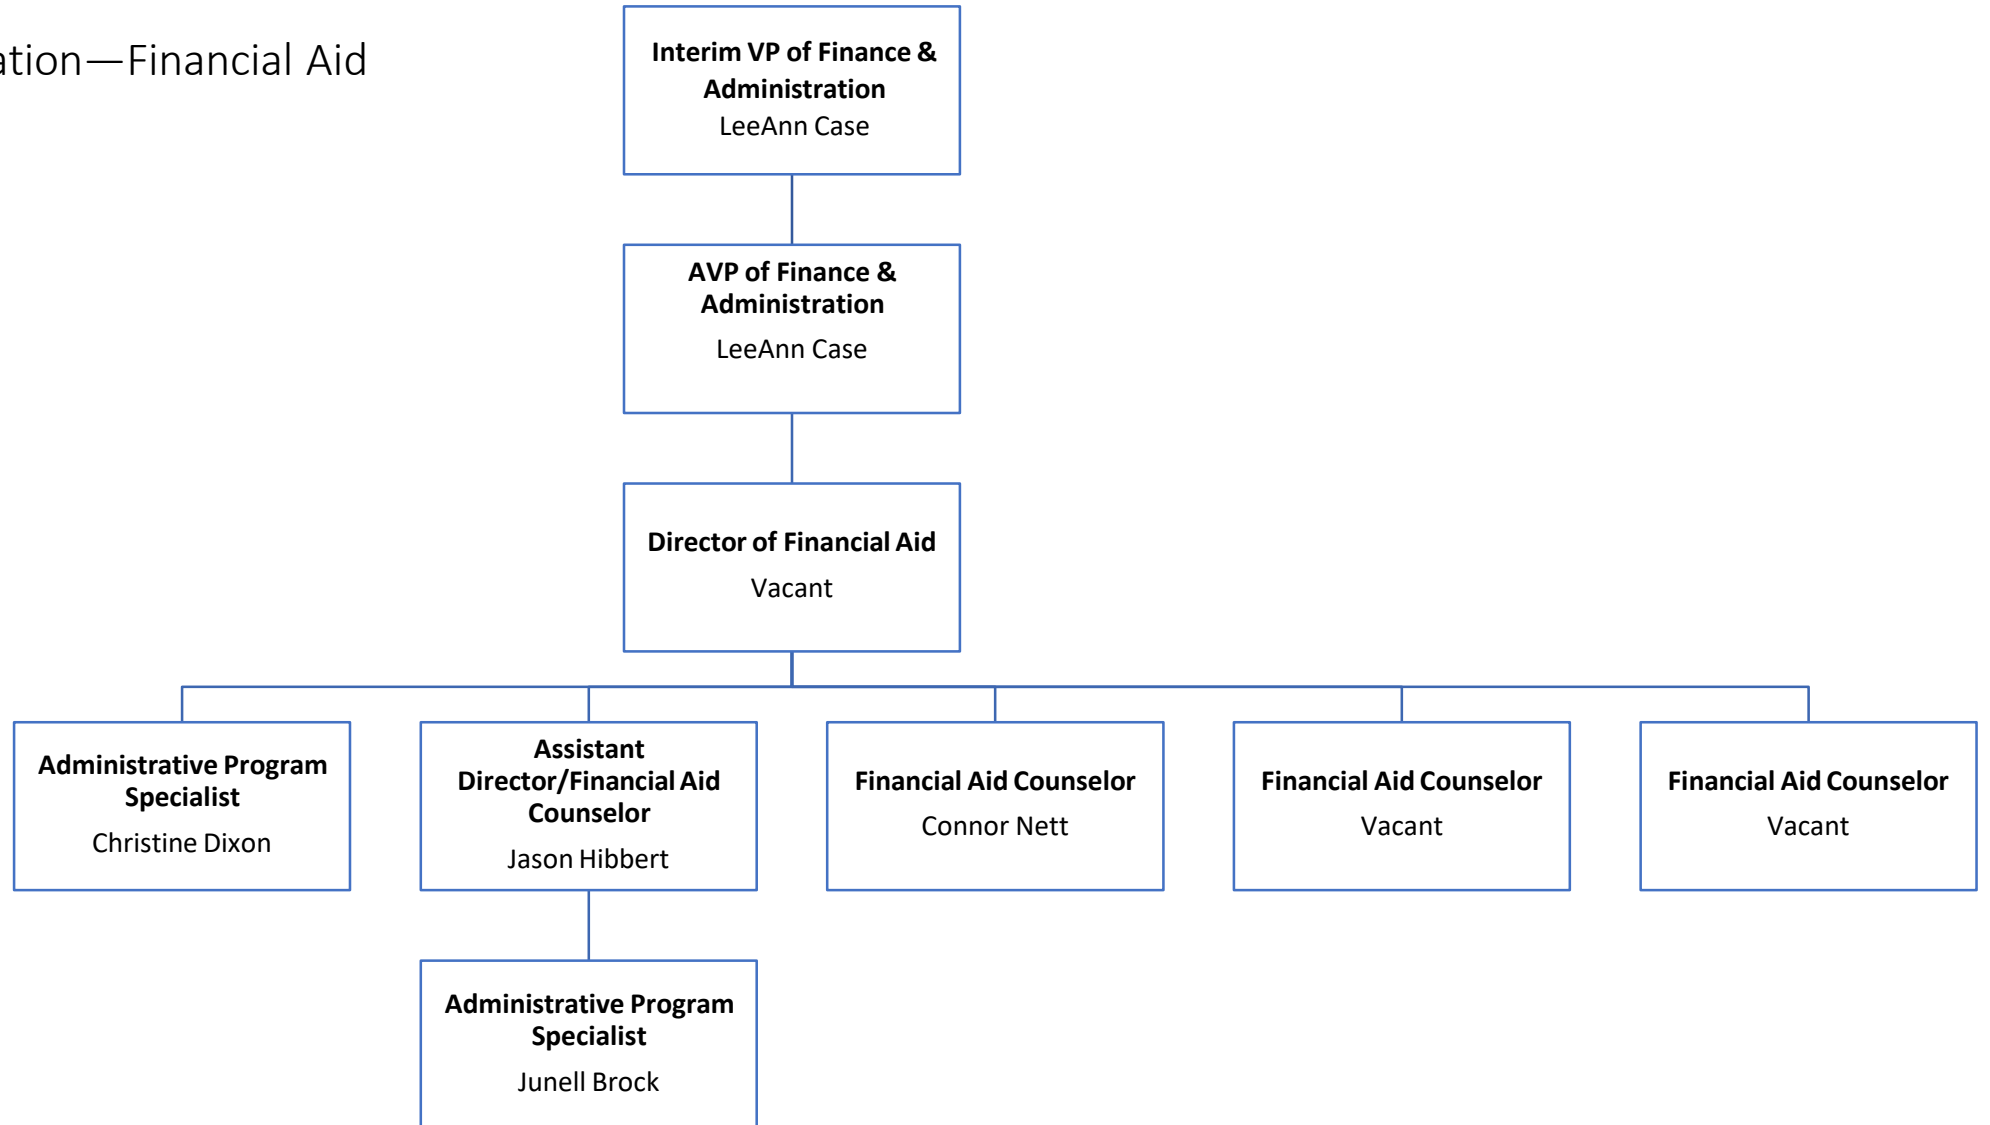 ation—Financial Aid
Interim VP of Finance &
Administration
LeeAnn Case
AVP of Finance &
Administration
LeeAnn Case
Director of Financial Aid
Vacant
Administrative Program
Specialist
Christine Dixon
Assistant
Director/Financial Aid
Counselor
Jason Hibbert
Financial Aid Counselor
Connor Nett
Financial Aid Counselor
Vacant
Financial Aid Counselor
Vacant
Administrative Program
Specialist
Junell Brock